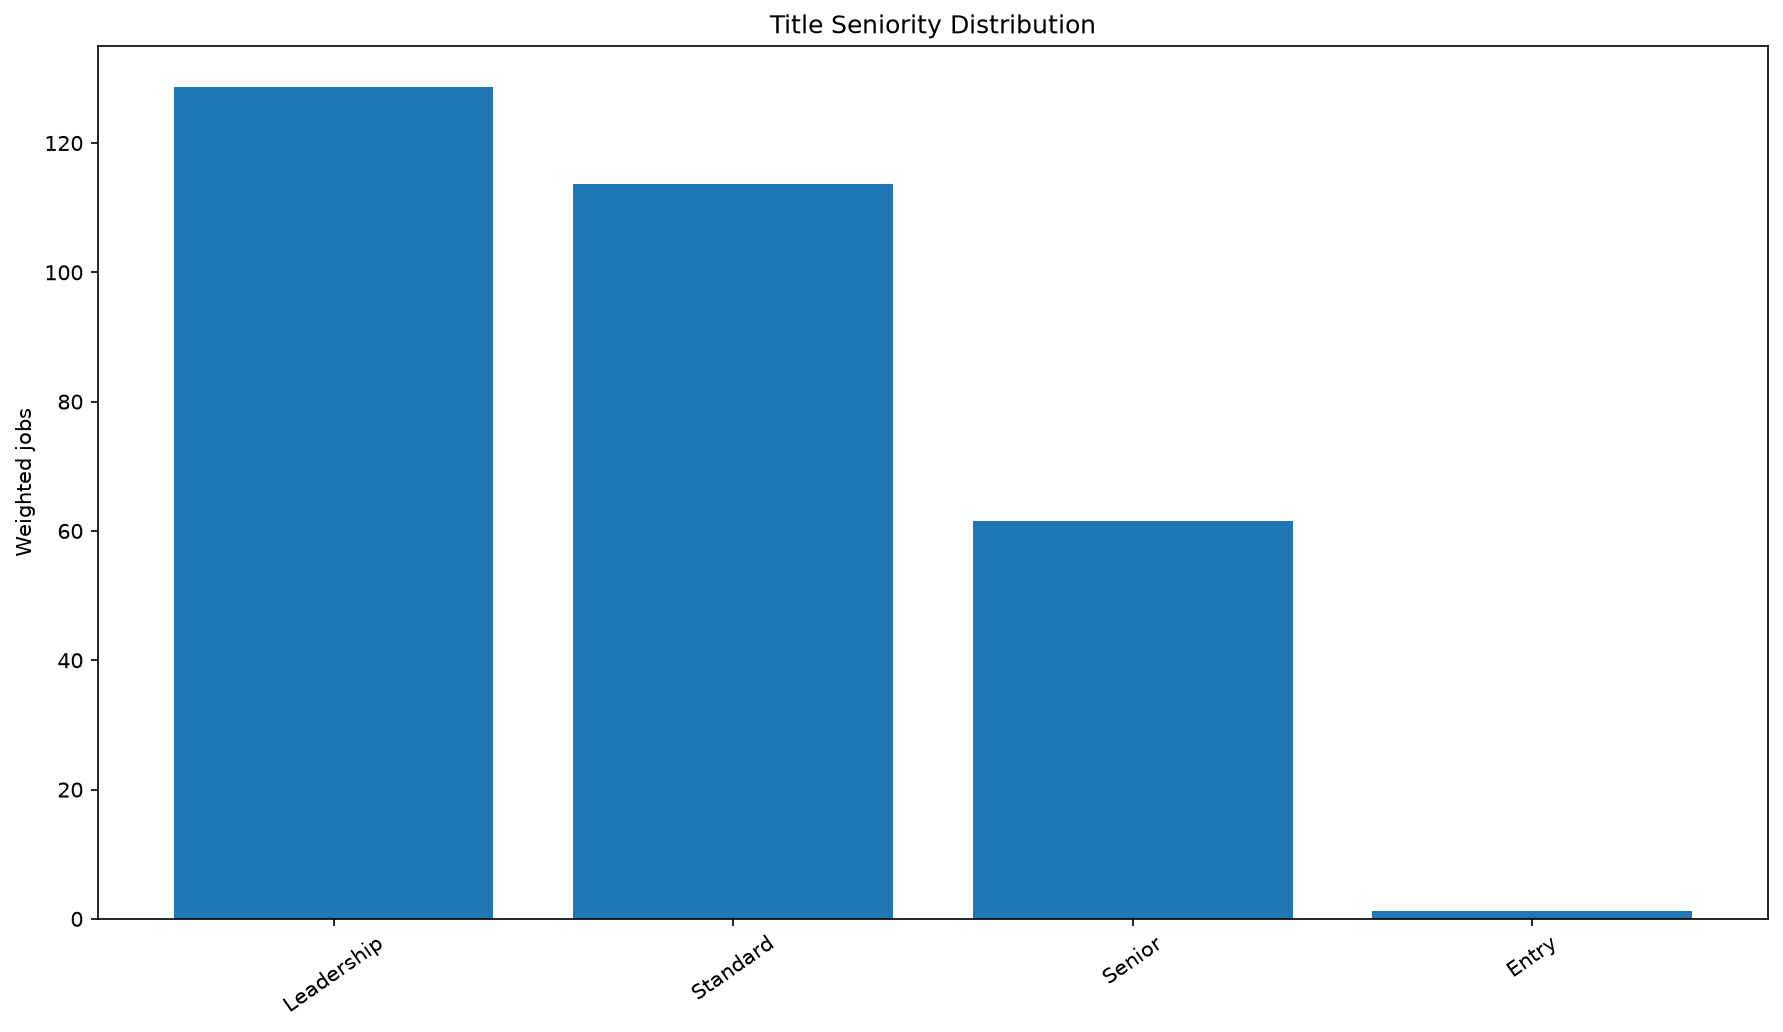 Title Seniority Distribution
Weighted jobs
120
100
80
60
40
20
0
Leadership
Standard
Senior
Entry